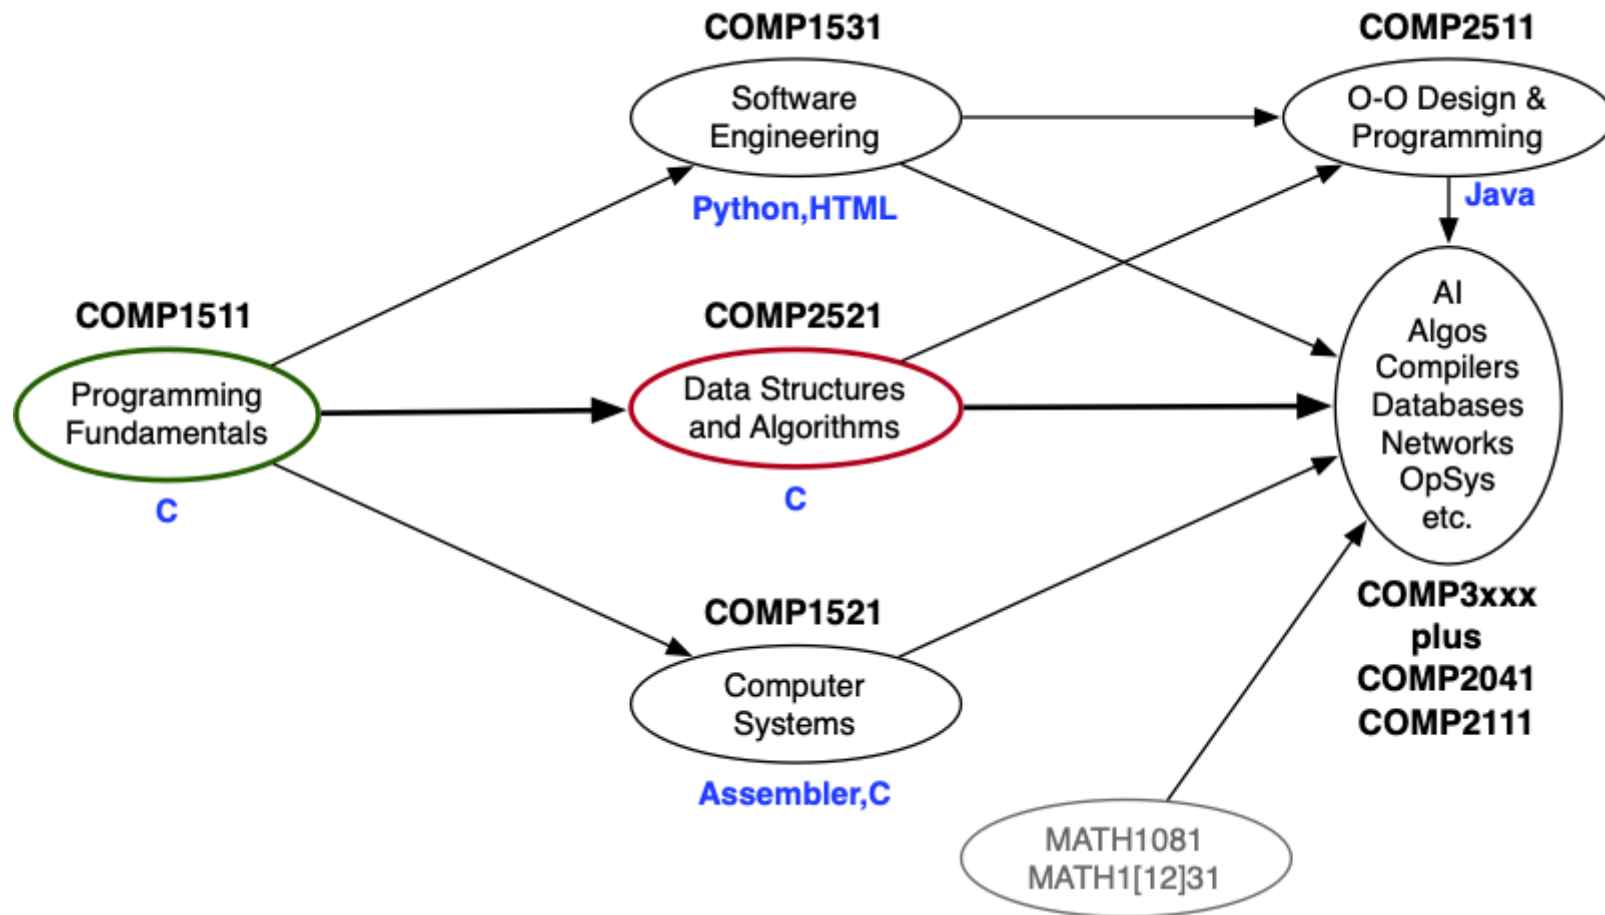 COMP1531
Software
Engineering
Python,HTML
COMP2511
O-O Design &
Programming
Java
COMP1511
Programming
Fundamentals
C
COMP2521
Data Structures
and Algorithms
C
AI
Algos
Compilers
Databases
Networks
OpSys
etc.
COMP3xxx
plus
COMP2041
COMP2111
COMP1521
Computer
Systems
Assembler,C
MATH1081
MATH1[12]31